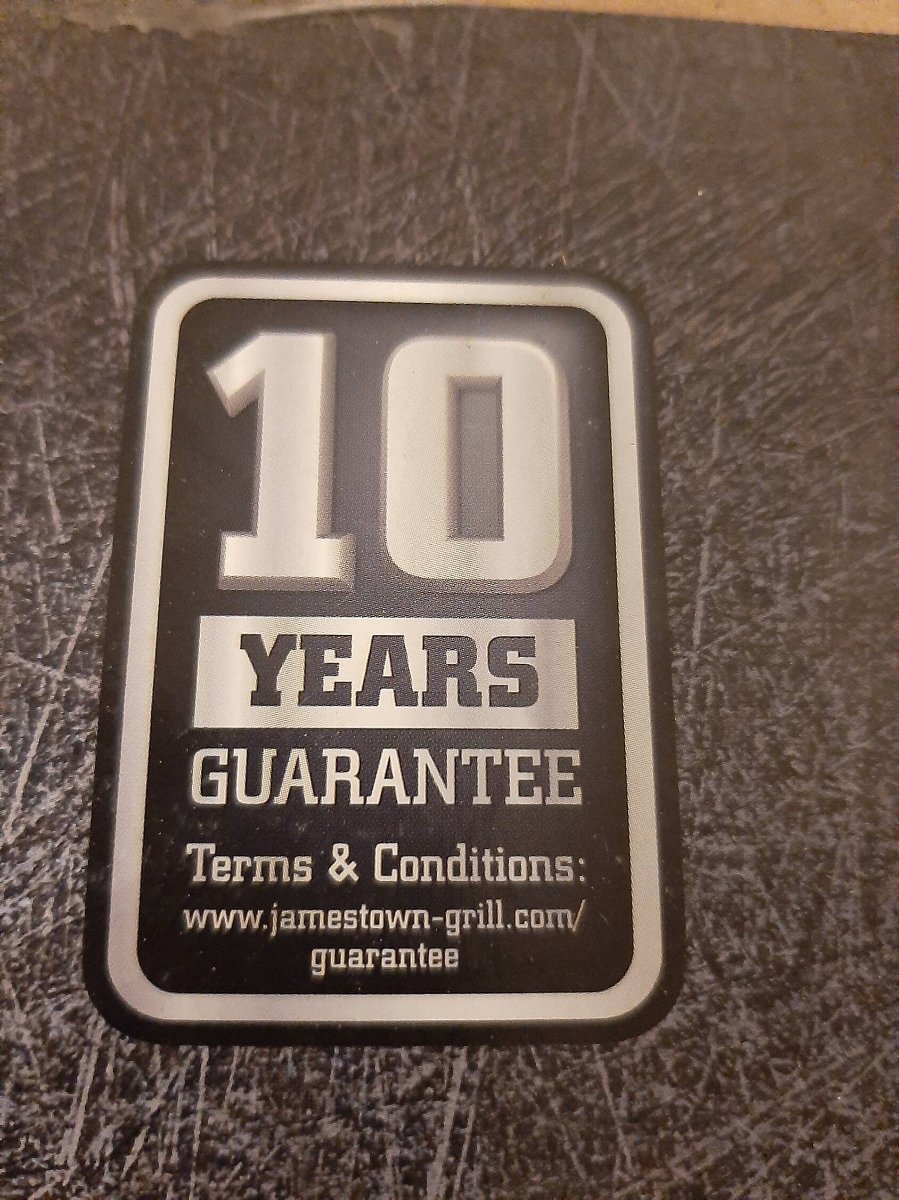 10
YEARS
GUARANTEE
Terms & Conditions:
www.jamestown-grill.com/
guarantee